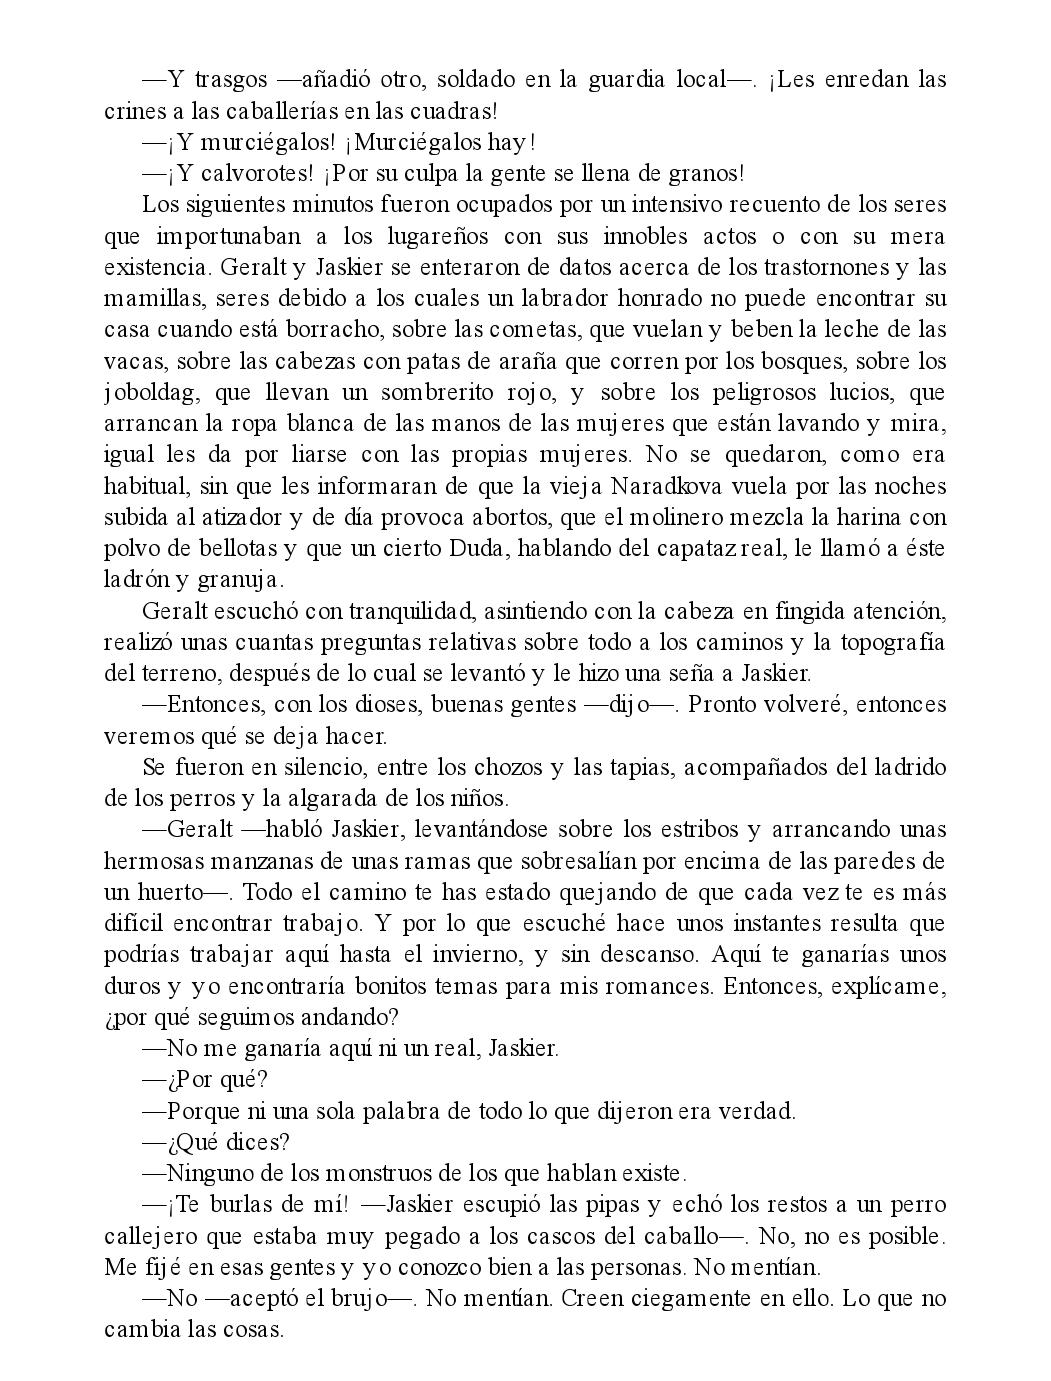 —Y trasgos —añadió otro, soldado en la guardia local—. ¡Les enredan las
crines a las caballerías en las cuadras!
—¡Y murciégalos! ¡Murciégalos hay!
—¡Y calvorotes! ¡Por su culpa la gente se llena de granos!
Los siguientes minutos fueron ocupados por un intensivo recuento de los seres
que importunaban a los lugareños con sus innobles actos o con su mera
existencia. Geralt y Jaskier se enteraron de datos acerca de los trastornones y las
mamillas, seres debido a los cuales un labrador honrado no puede encontrar su
casa cuando está borracho, sobre las cometas, que vuelan y beben la leche de las
vacas, sobre las cabezas con patas de araña que corren por los bosques, sobre los
joboldag, que llevan un sombrerito rojo, y sobre los peligrosos lucios, que
arrancan la ropa blanca de las manos de las mujeres que están lavando y mira,
igual les da por liarse con las propias mujeres. No se quedaron, como era
habitual, sin que les informaran de que la vieja Naradkova vuela por las noches
subida al atizador y de día provoca abortos, que el molinero mezcla la harina con
polvo de bellotas y que un cierto Duda, hablando del capataz real, le llamó a éste
ladrón y granuja.
Geralt escuchó con tranquilidad, asintiendo con la cabeza en fingida atención,
realizó unas cuantas preguntas relativas sobre todo a los caminos y la topografía
del terreno, después de lo cual se levantó y le hizo una seña a Jaskier.
—Entonces, con los dioses, buenas gentes —dijo—. Pronto volveré, entonces
veremos qué se deja hacer.
Se fueron en silencio, entre los chozos y las tapias, acompañados del ladrido
de los perros y la algarada de los niños.
—Geralt —habló Jaskier, levantándose sobre los estribos y arrancando unas
hermosas manzanas de unas ramas que sobresalían por encima de las paredes de
un huerto—. Todo el camino te has estado quejando de que cada vez te es más
difícil encontrar trabajo. Y por lo que escuché hace unos instantes resulta que
podrías trabajar aquí hasta el invierno, y sin descanso. Aquí te ganarías unos
duros y yo encontraría bonitos temas para mis romances. Entonces, explícame,
¿por qué seguimos andando?
—No me ganaría aquí ni un real, Jaskier.
—¿Por qué?
—Porque ni una sola palabra de todo lo que dijeron era verdad.
—¿Qué dices?
—Ninguno de los monstruos de los que hablan existe.
—¡Te burlas de mí! —Jaskier escupió las pipas y echó los restos a un perro
callejero que estaba muy pegado a los cascos del caballo—. No, no es posible.
Me fijé en esas gentes y yo conozco bien a las personas. No mentían.
—No —aceptó el brujo—. No mentían. Creen ciegamente en ello. Lo que no
cambia las cosas.